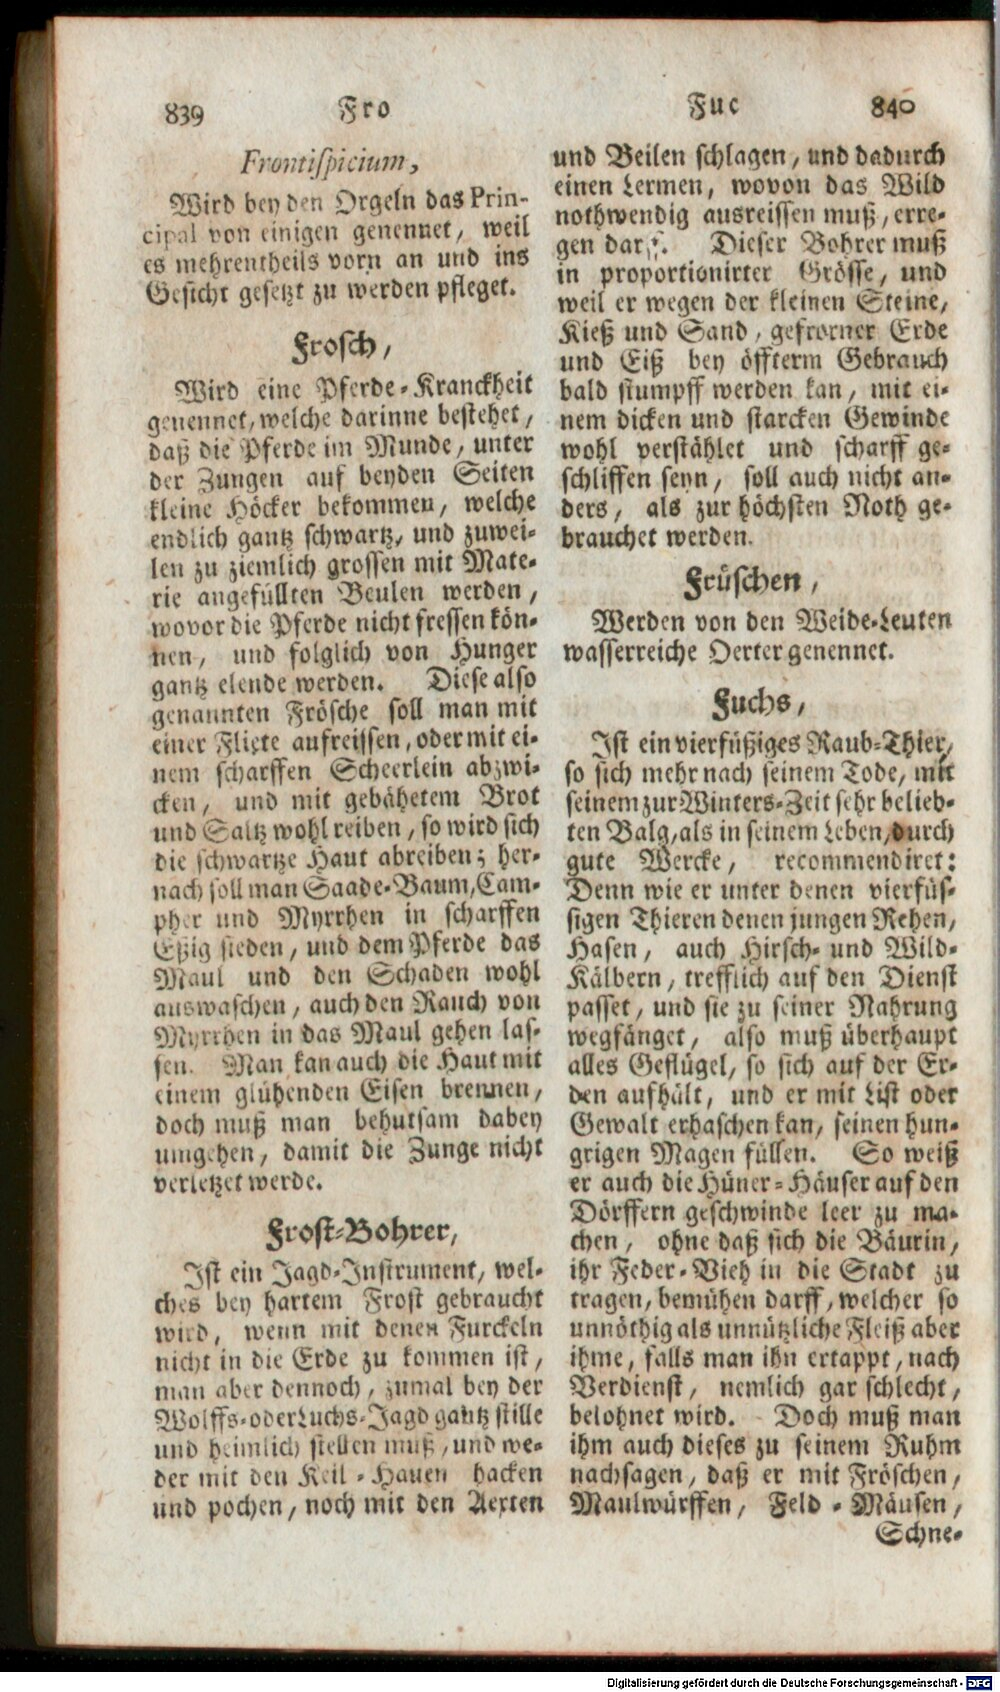 839 Fro
Frontispicium,
Wird bey den Orgeln das Prin-
cipal von einigen genennet, weil
es mehrentheils vorn an und ins
Gesicht gesetzt zu werden pfleget.
Frosch,
Wird eine Pferde-Kranckheit
genennet, welche darinne bestehet,
daß die Pferde im Munde, unter
der Zungen auf beyden Seiten
kleine Höcker bekommen, welche
endlich gantz schwartz, und zuwei-
len zu ziemlich grossen mit Mate-
rie angefüllten Beulen werden,
wovor die Pferde nicht fressen kön-
nen, und folglich von Hunger
gantz elende werden. Diese also
genannten Frösche soll man mit
einer Fliete aufreissen, oder mit ei-
nem scharffen Scheerlein abzwi-
cken, und mit gebähetem Brot
und Saltz wohl reiben, so wird sich
die schwartze Haut abreiben; her-
nach soll man Saade-Baum, Cam-
pher und Myrrhen in scharffen
Eßig sieden, und dem Pferde das
Maul und den Schaden wohl
auswaschen, auch den Rauch von
Myrrhen in das Maul gehen las-
sen. Man kan auch die Haut mit
einem glühenden Eisen brennen,
doch muß man behutsam dabey
umgehen, damit die Zunge nicht
verletzet werde.
Frost-Bohrer,
Ist ein Jagd-Instrument, wel-
ches bey hartem Frost gebraucht
wird, wenn mit denen Furckeln
nicht in die Erde zu kommen ist,
man aber dennoch, zumal bey der
Wolffs- oder Luchs-Jagd gantz stille
und heimlich stellen muß, und we-
der mit den Keil-Hauen hacken
und pochen, noch mit den Aexten
Fuc 840
und Beilen schlagen, und dadurch
einen Lermen, wovon das Wild
nothwendig ausreissen muß, erre-
gen darf. Dieser Bohrer muß
in proportionirter Grösse, und
weil er wegen der kleinen Steine,
Kieß und Sand, gefrorner Erde
und Eiß bey öffterm Gebrauch
bald stumpff werden kan, mit ei-
nem dicken und starcken Gewinde
wohl verstählet und scharff ge-
schliffen seyn, soll auch nicht an-
ders, als zur höchsten Noth ge-
brauchet werden.
Früschen,
Werden von den Weide-Leuten
wasserreiche Oerter genennet.
Fuchs,
Ist ein vierfüßiges Raub-Thier,
so sich mehr nach seinem Tode, mit
seinem zur Winters-Zeit sehr belieb-
ten Balg, als in seinem Leben, durch
gute Wercke, recommendiret:
Denn wie er unter denen vierfüs-
sigen Thieren denen jungen Rehen,
Hasen, auch Hirsch- und Wild-
Kälbern, trefflich auf den Dienst
passet, und sie zu seiner Nahrung
wegfänget, also muß überhaupt
alles Geflügel, so sich auf der Er-
den aufhält, und er mit List oder
Gewalt erhaschen kan, seinen hun-
grigen Magen füllen. So weiß
er auch die Hüner-Häuser auf den
Dörffern geschwinde leer zu ma-
chen, ohne daß sich die Bäurin,
ihr Feder-Vieh in die Stadt zu
tragen, bemühen darff, welcher so
unnöthig als unnützliche Fleiß aber
ihme, falls man ihn ertappt, nach
Verdienst, nemlich gar schlecht,
belohnet wird. Doch muß man
ihm auch dieses zu seinem Ruhm
nachsagen, daß er mit Fröschen,
Maulwürffen, Feld-Mäusen,
Schne-
Digitalisierung gefördert durch die Deutsche Forschungsgemeinschaft - DFG